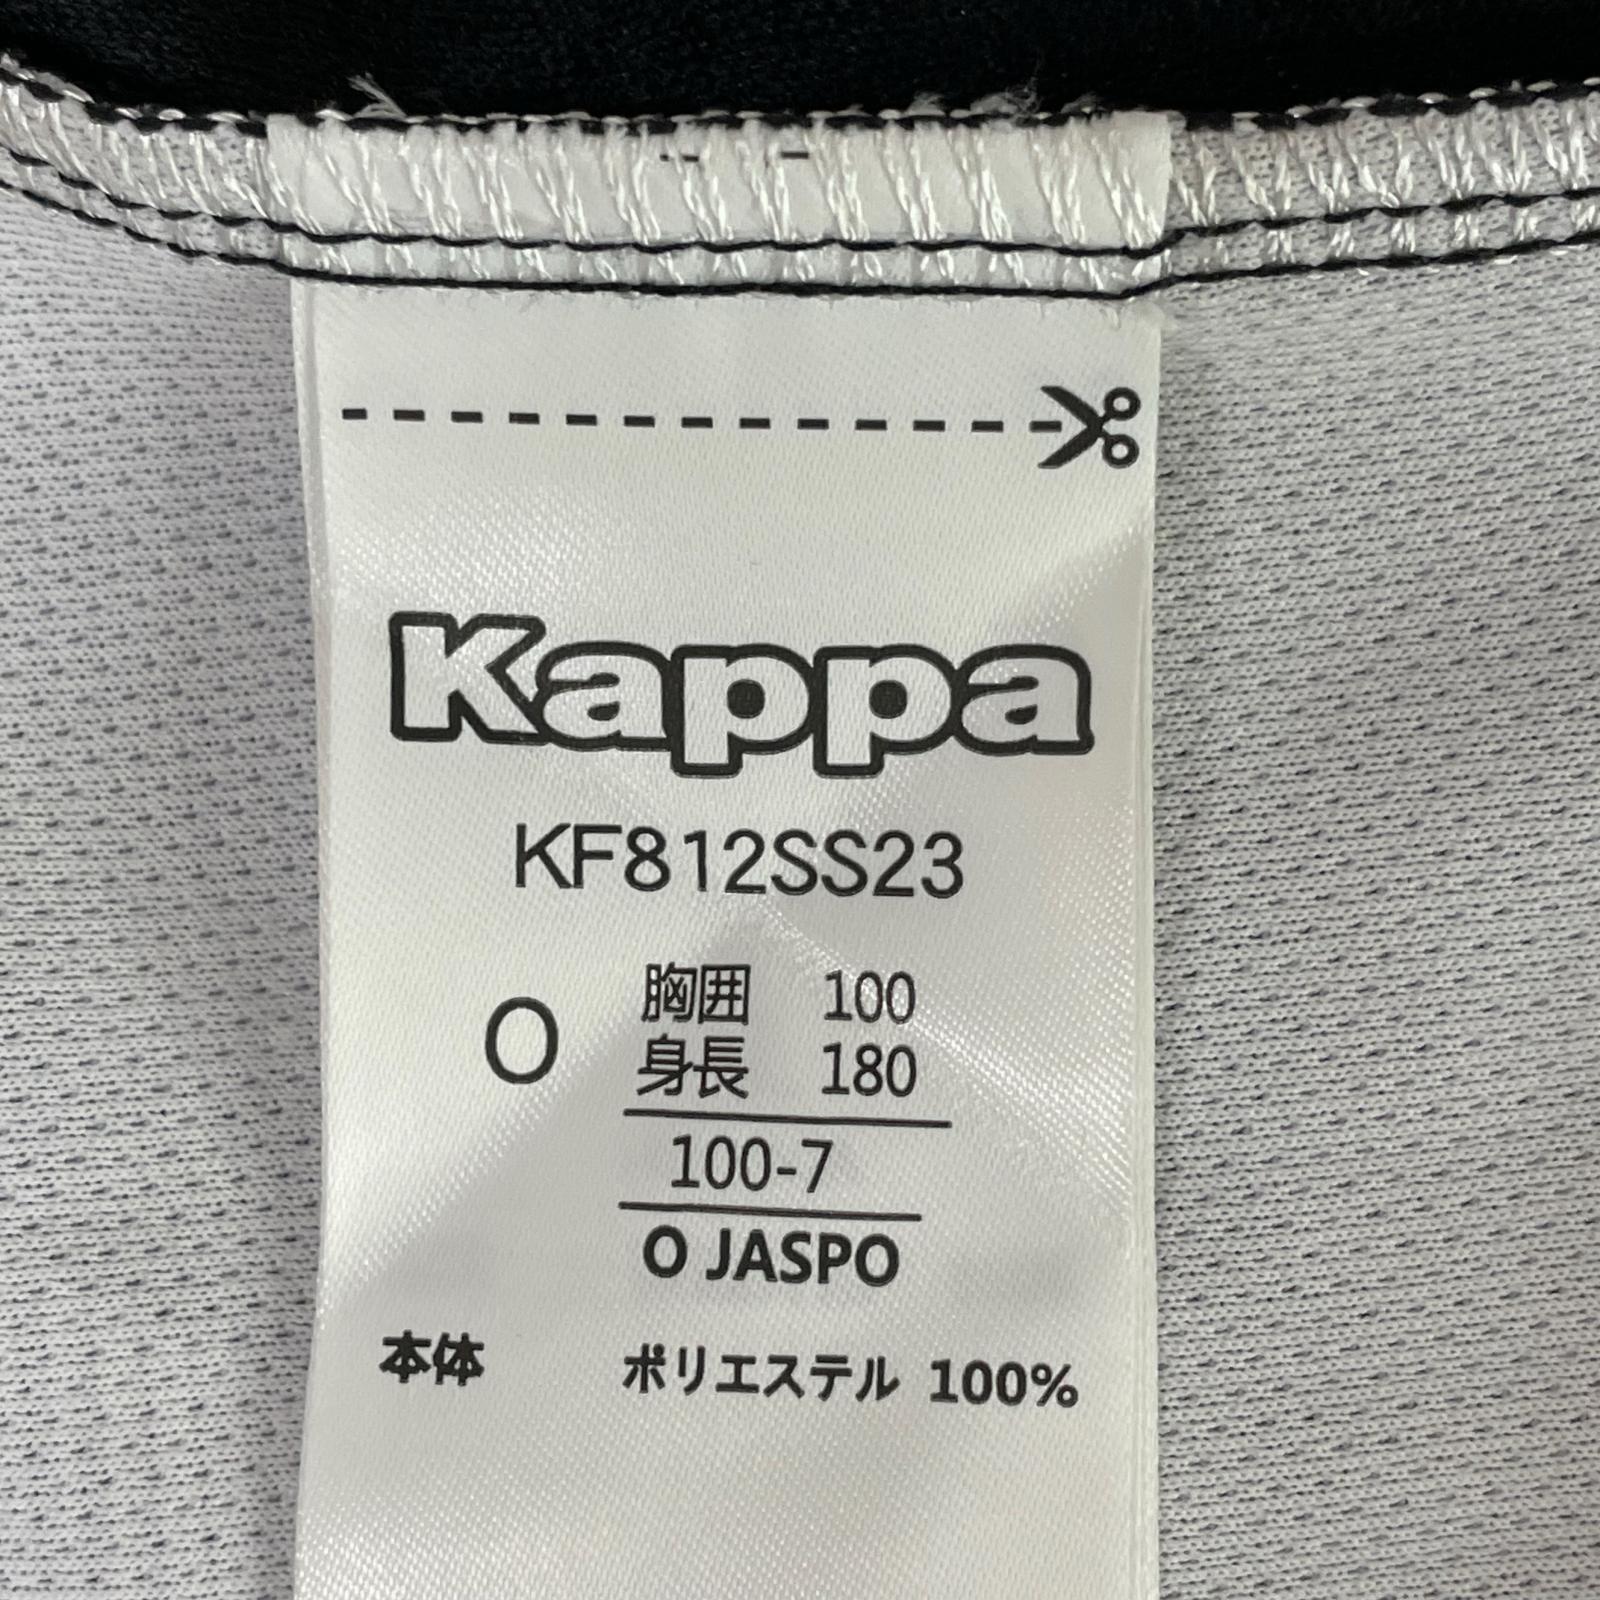 Kappa
KF812SS23
O
胸囲 100
身長 180
100-7
O JASPO
本体 ポリエステル 100%